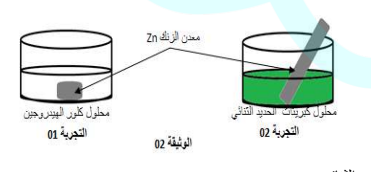 معدن الزنك Zn
محلول كلور الهيدروجين
محلول كبريتات الحديد الثنائي
التجربة 01
التجربة 02
الوثيقة 02